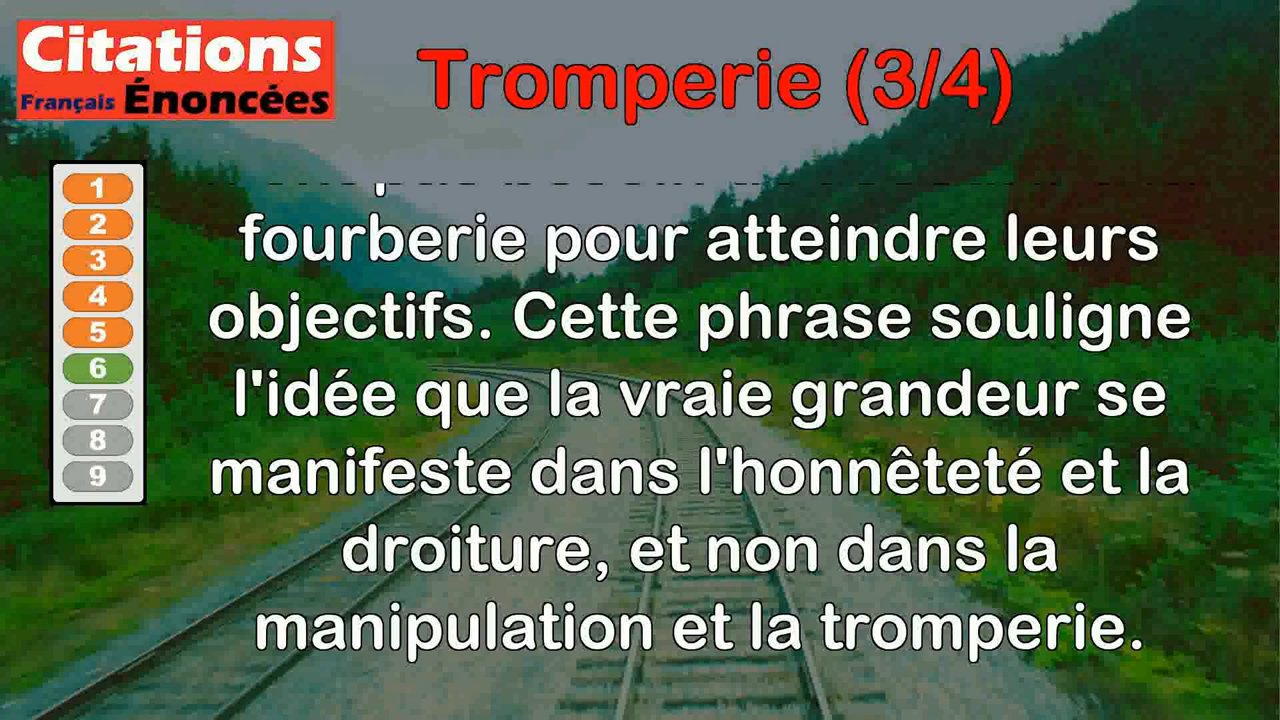 Citations
Français Énoncées
Tromperie (3/4)
1
2
3
4
5
6
7
8
9
fourberie pour atteindre leurs
objectifs. Cette phrase souligne
l'idée que la vraie grandeur se
manifeste dans l'honnêteté et la
droiture, et non dans la
manipulation et la tromperie.